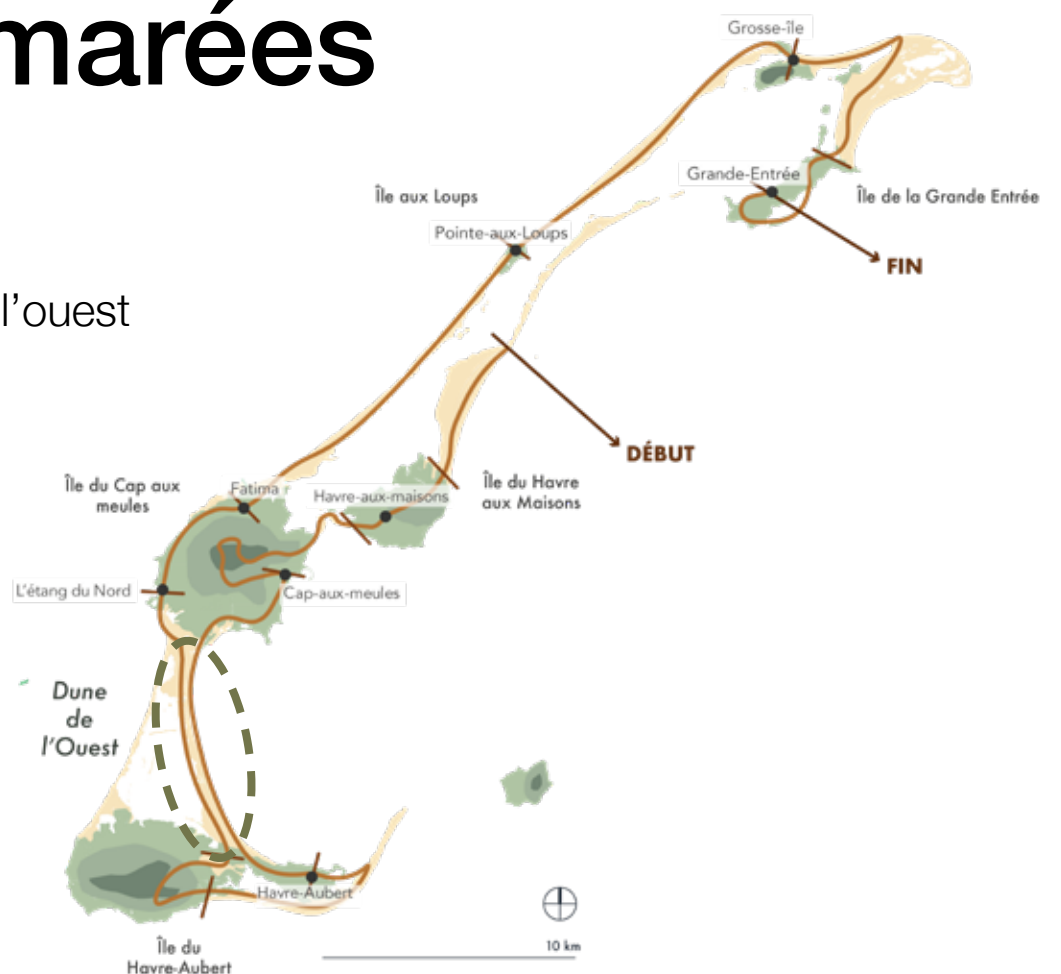 marées
Grosse-île
Grande-Entrée
Île aux Loups
Île de la Grande Entrée
Pointe-aux-Loups
FIN
l'ouest
DÉBUT
Île du Cap aux
meules
Fatima
Havre-aux-maisons
Île du Havre
aux Maisons
L'étang du Nord
Cap-aux-meules
Dune
de
l'Ouest
Havre-Aubert
Île du
Havre-Aubert
10 km